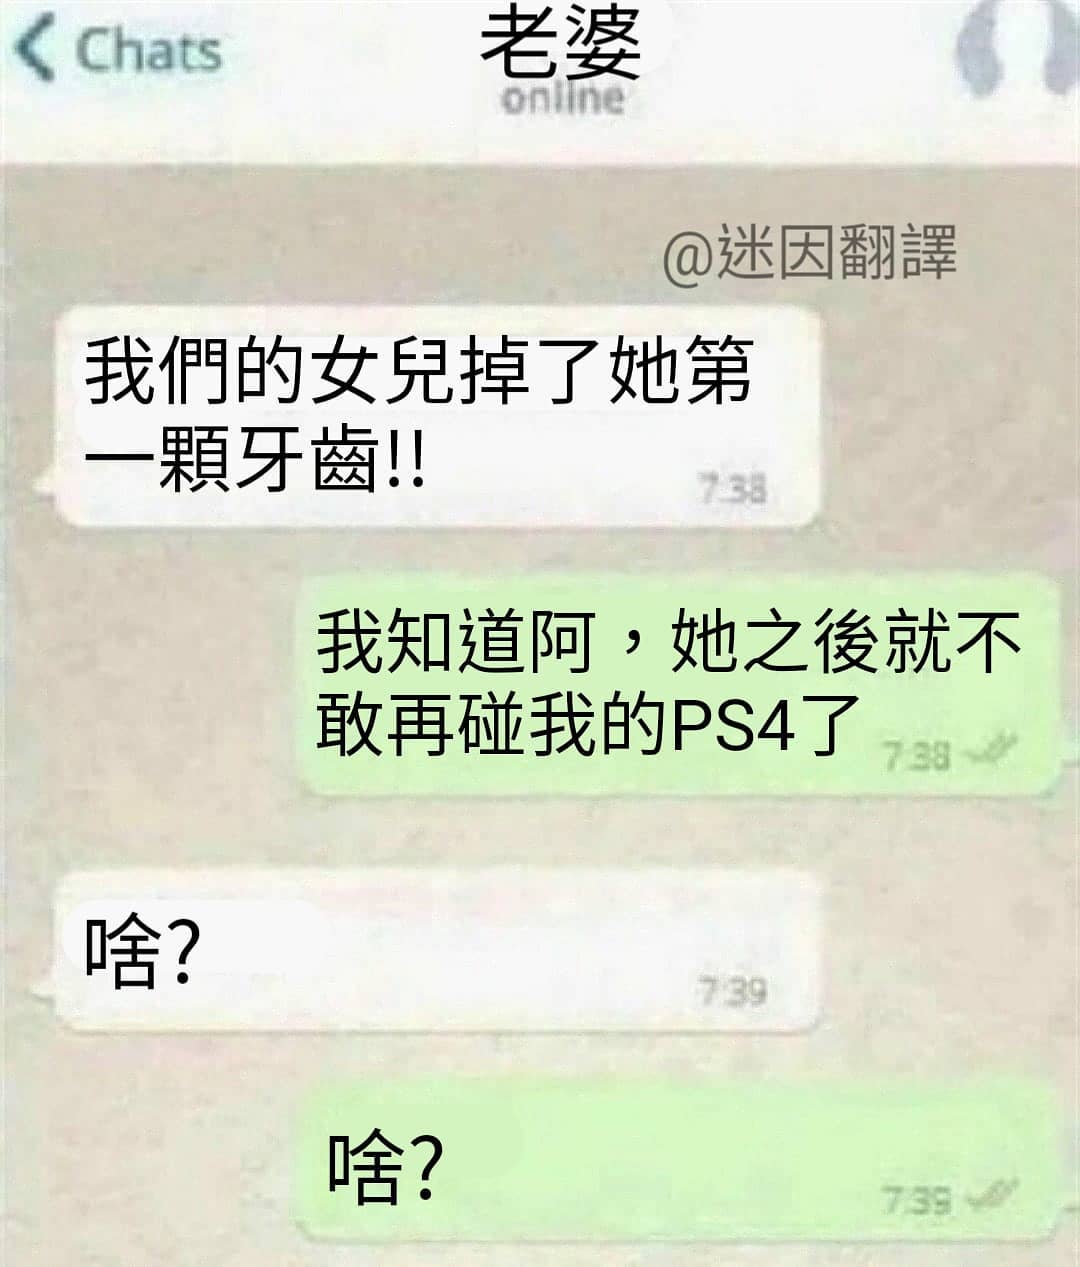 Chats
老婆
online
@迷因翻譯
我們的女兒掉了她第
一顆牙齒!!
7:38
我知道阿，她之後就不
敢再碰我的PS4了
7:38
啥?
7:39
啥?
7:39